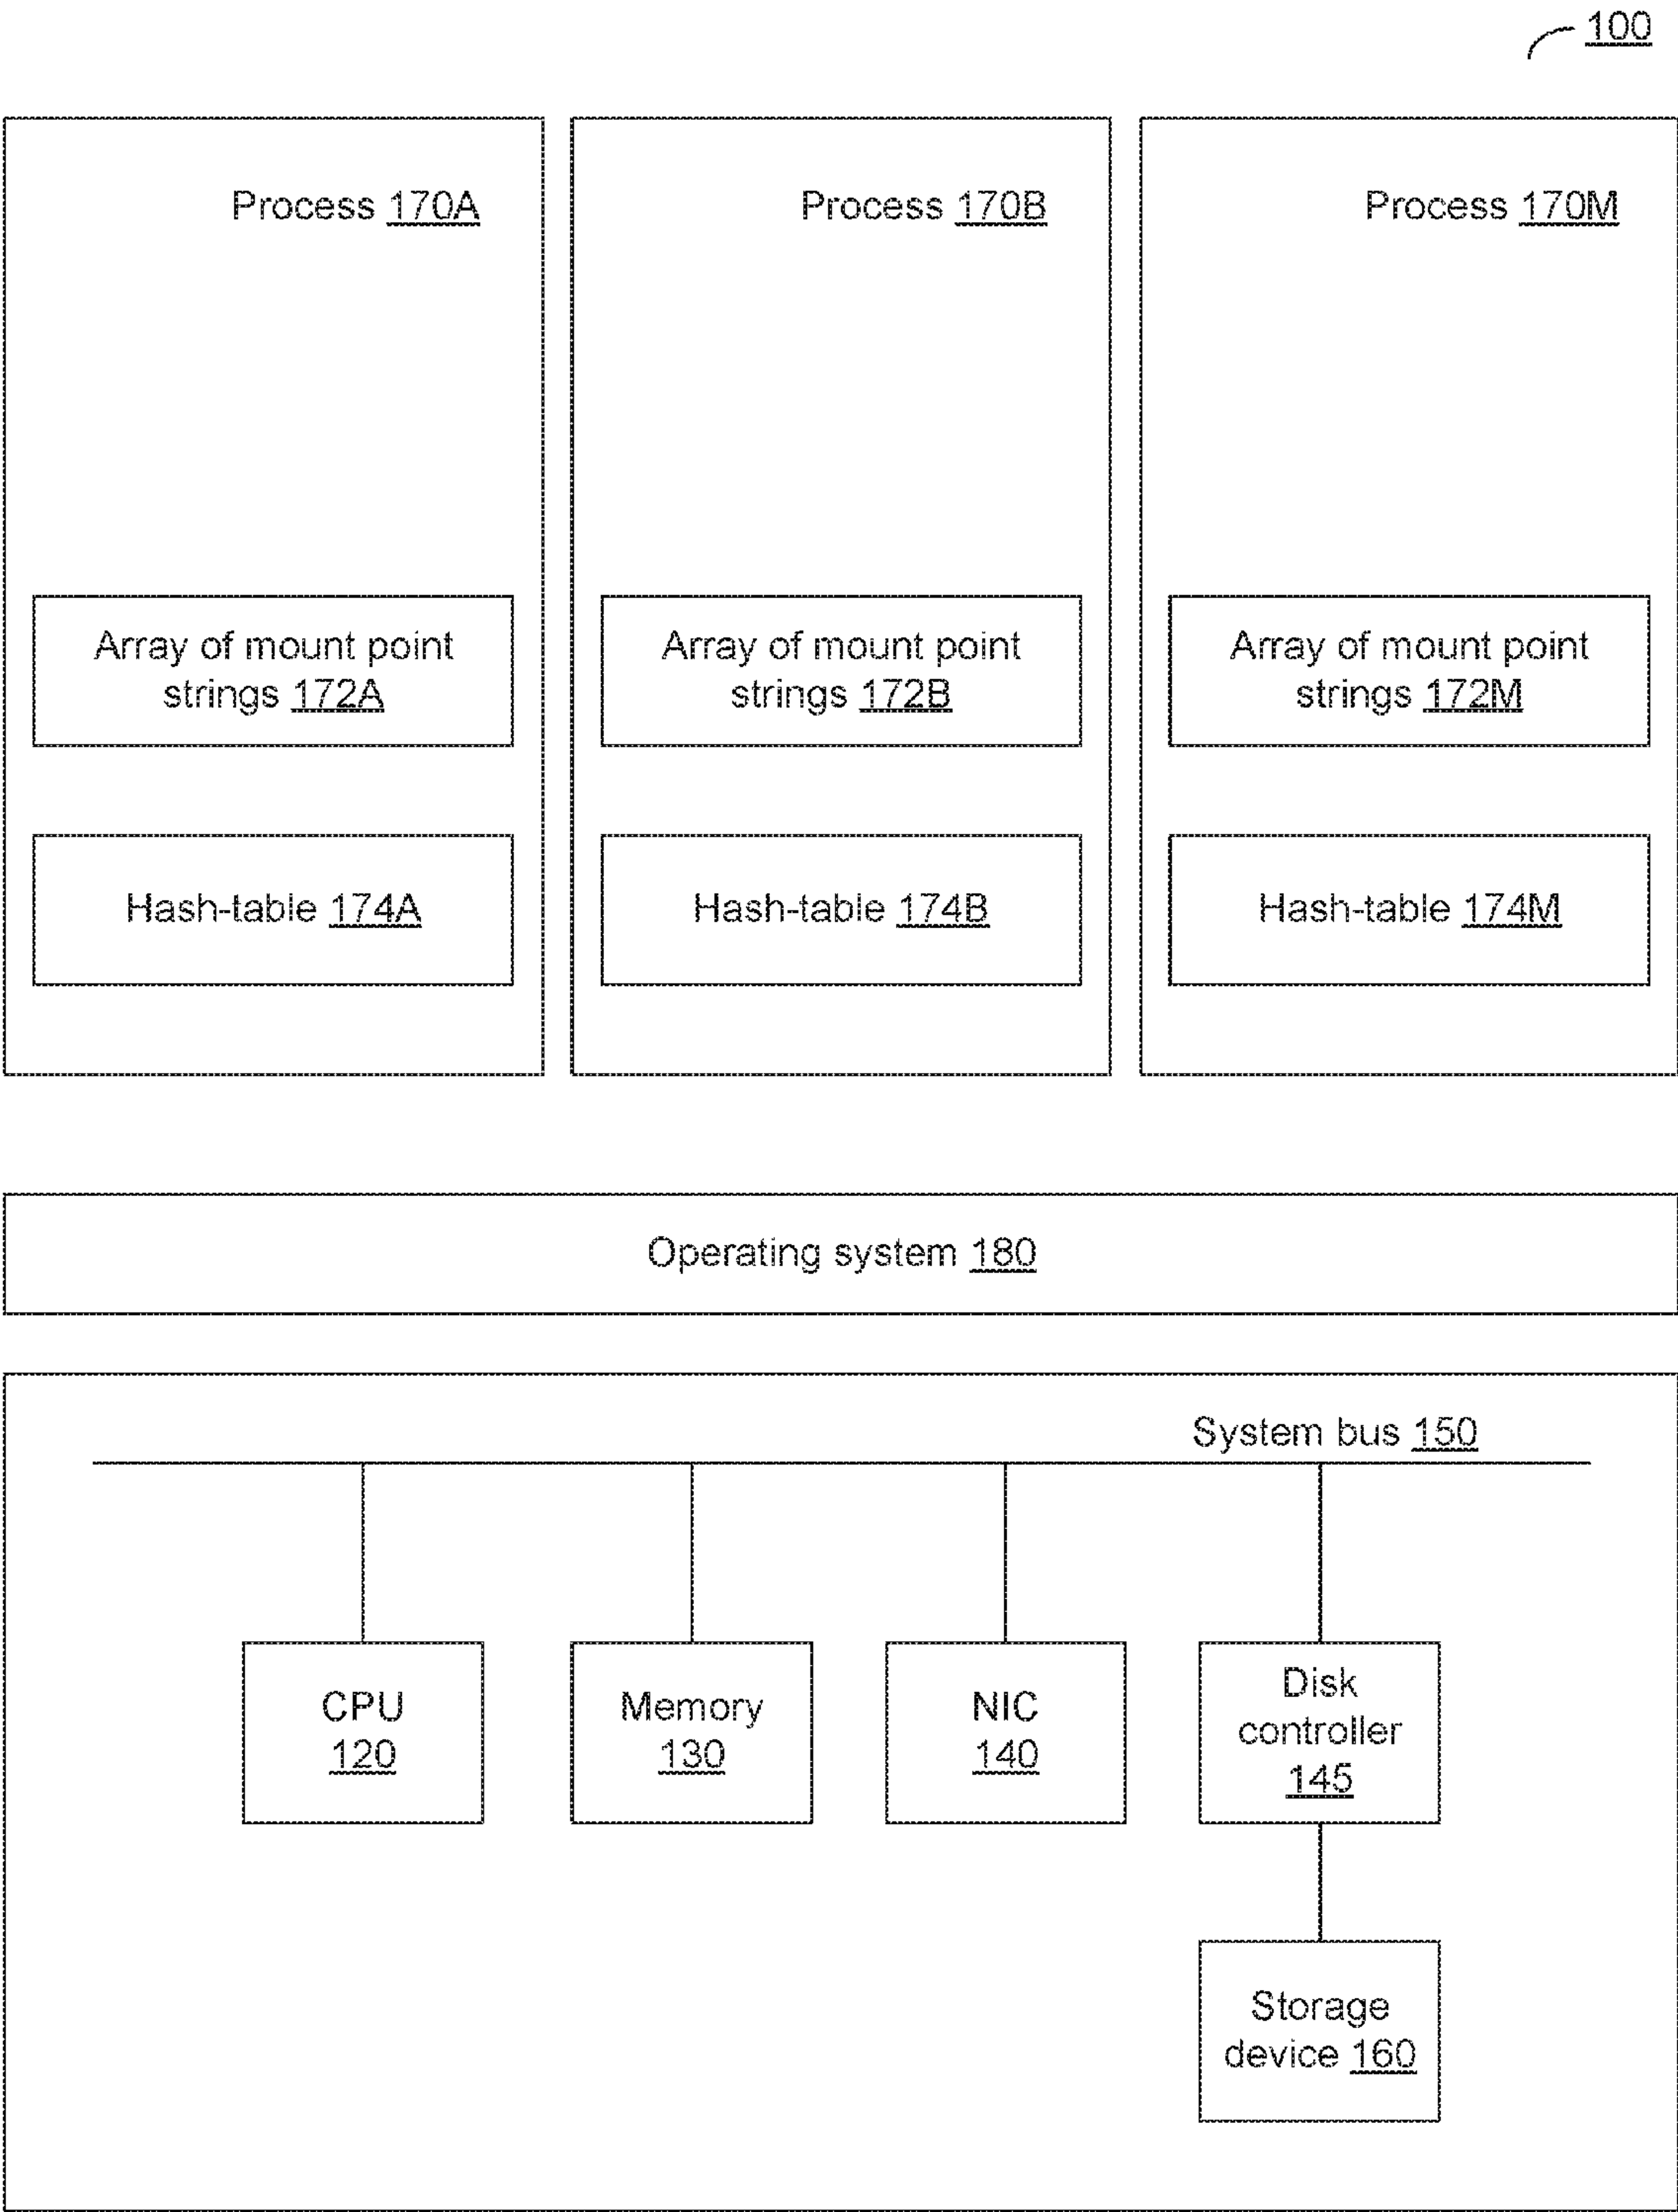 100
Process 170A
Process 170B
Process 170M
Array of mount point
strings 172A
Array of mount point
strings 172B
Array of mount point
strings 172M
Hash-table 174A
Hash-table 174B
Hash-table 174M
Operating system 180
System bus 150
CPU
120
Memory
130
NIC
140
Disk
controller
145
Storage
device 160